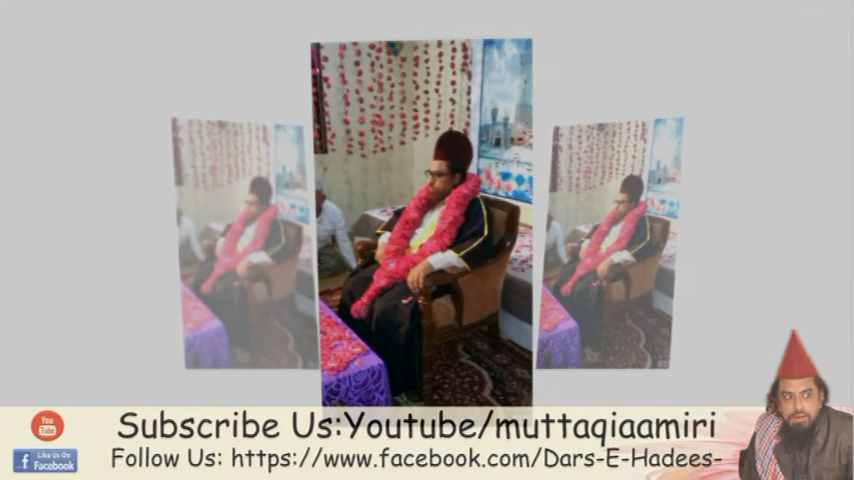 Subscribe Us:Youtube/muttaqiaamiri
You
Tube
Like Us On
Facebook
Follow Us: https://www.facebook.com/Dars-E-Hadees-